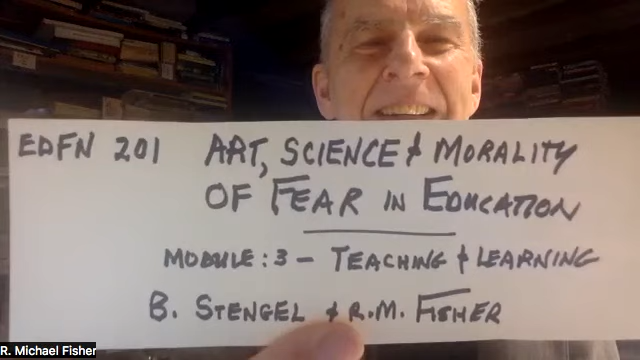 EDFN 201 ART, SCIENCE & MORALITY
OF FEAR IN EDUCATION
MODULE: 3 - TEACHING & LEARNING
B. STENGEL & R.M. FISHER
R. Michael Fisher